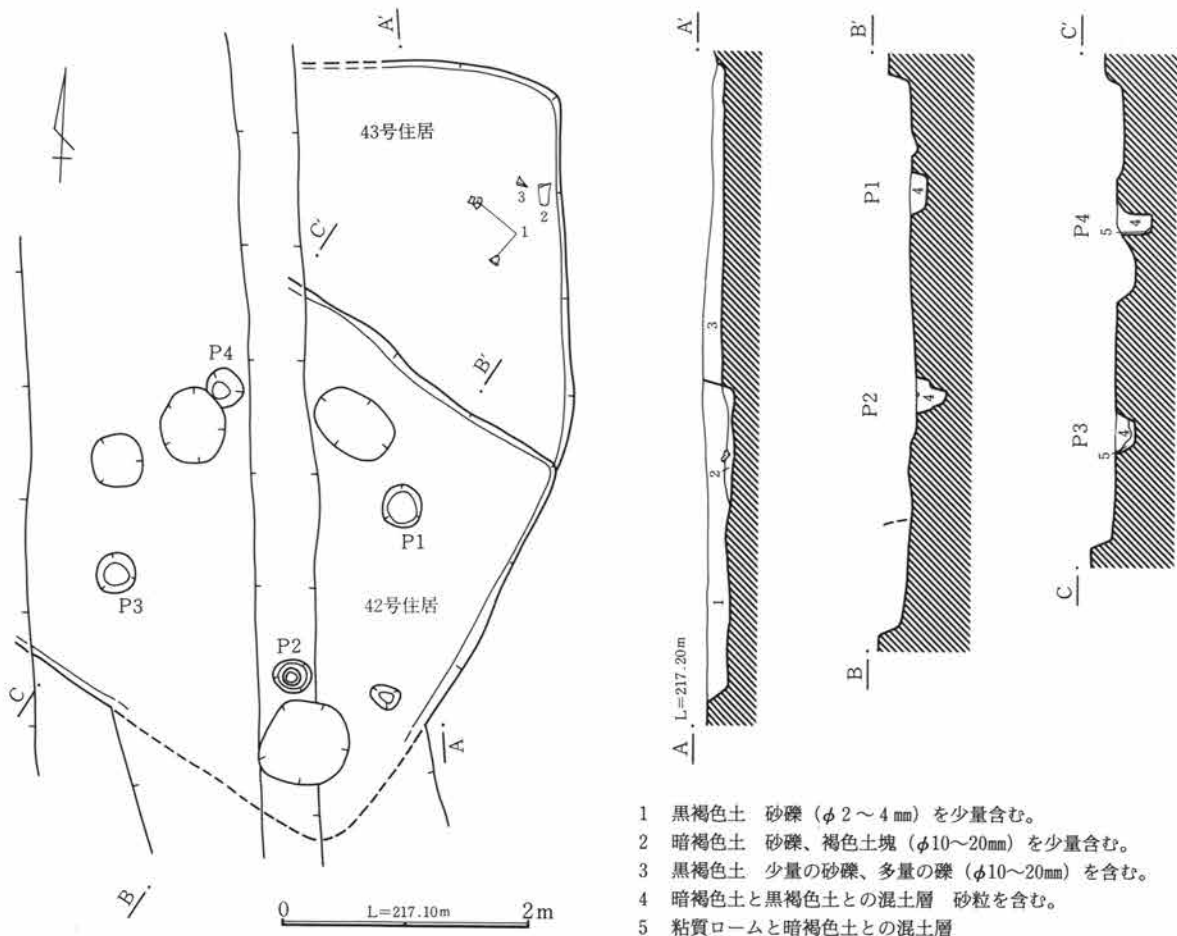 A'
43号住居
3
2
1
C'
B'
P4
P1
P3
42号住居
P2
C
A
B
0 L=217.10m 2m
A'
3
2
1
L=217.20m
A
B'
P1
4
P2
4
B
C'
P4
5
4
P3
5
4
C
1 黒褐色土 砂礫（φ2～4㎜）を少量含む。
2 暗褐色土 砂礫、褐色土塊（φ10～20㎜）を少量含む。
3 黒褐色土 少量の砂礫、多量の礫（φ10～20㎜）を含む。
4 暗褐色土と黒褐色土との混土層 砂粒を含む。
5 粘質ロームと暗褐色土との混土層